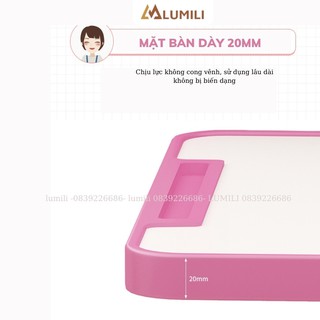 LUMILI
MẶT BÀN DÀY 20MM
Chịu lực không cong vênh, sử dụng lâu dài
không bị biến dạng
lumili -0839226686- lumili 0839226686- LUMILI 0839226686
20mm